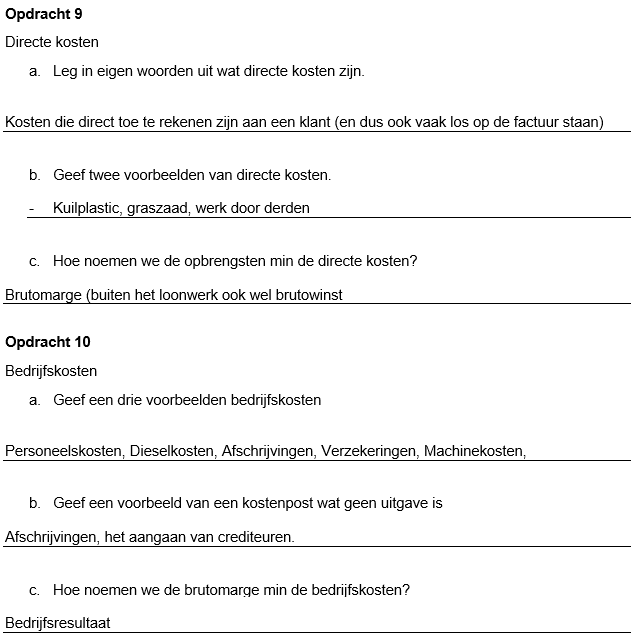 Opdracht 9
Directe kosten
a. Leg in eigen woorden uit wat directe kosten zijn.
Kosten die direct toe te rekenen zijn aan een klant (en dus ook vaak los op de factuur staan)
b. Geef twee voorbeelden van directe kosten.
- Kuilplastic, graszaad, werk door derden
c. Hoe noemen we de opbrengsten min de directe kosten?
Brutomarge (buiten het loonwerk ook wel brutowinst
Opdracht 10
Bedrijfskosten
a. Geef een drie voorbeelden bedrijfskosten
Personeelskosten, Dieselkosten, Afschrijvingen, Verzekeringen, Machinekosten,
b. Geef een voorbeeld van een kostenpost wat geen uitgave is
Afschrijvingen, het aangaan van crediteuren.
c. Hoe noemen we de brutomarge min de bedrijfskosten?
Bedrijfsresultaat